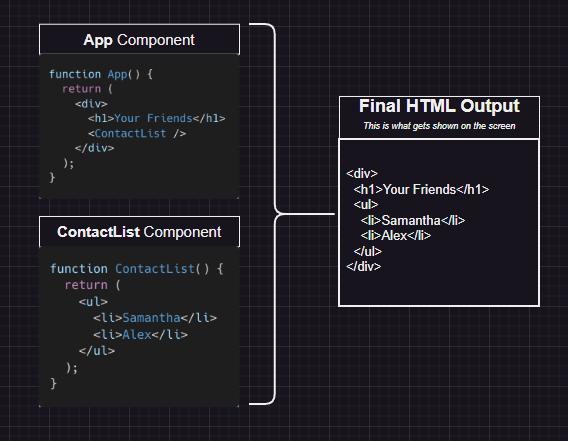 App Component
function App() {
  return (
    <div>
      <h1>Your Friends</h1>
      <ContactList />
    </div>
  );
}
ContactList Component
function ContactList() {
  return (
    <ul>
      <li>Samantha</li>
      <li>Alex</li>
    </ul>
  );
}
Final HTML Output
This is what gets shown on the screen
<div>
  <h1>Your Friends</h1>
  <ul>
    <li>Samantha</li>
    <li>Alex</li>
  </ul>
</div>